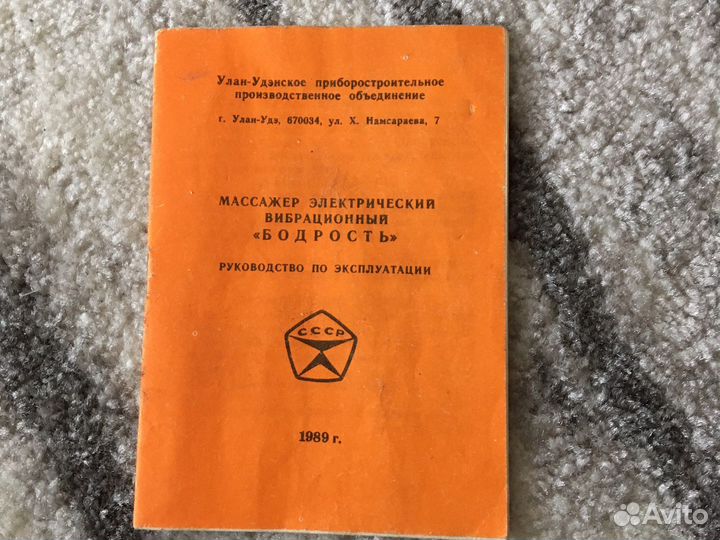 Улан-Удэнское приборостроительное
производственное объединение
г. Улан-Удэ, 670034, ул. Х. Намсараева, 7
МАССАЖЕР ЭЛЕКТРИЧЕСКИЙ
ВИБРАЦИОННЫЙ
«БОДРОСТЬ»
РУКОВОДСТВО ПО ЭКСПЛУАТАЦИИ
СССР
1989 г.
Avito